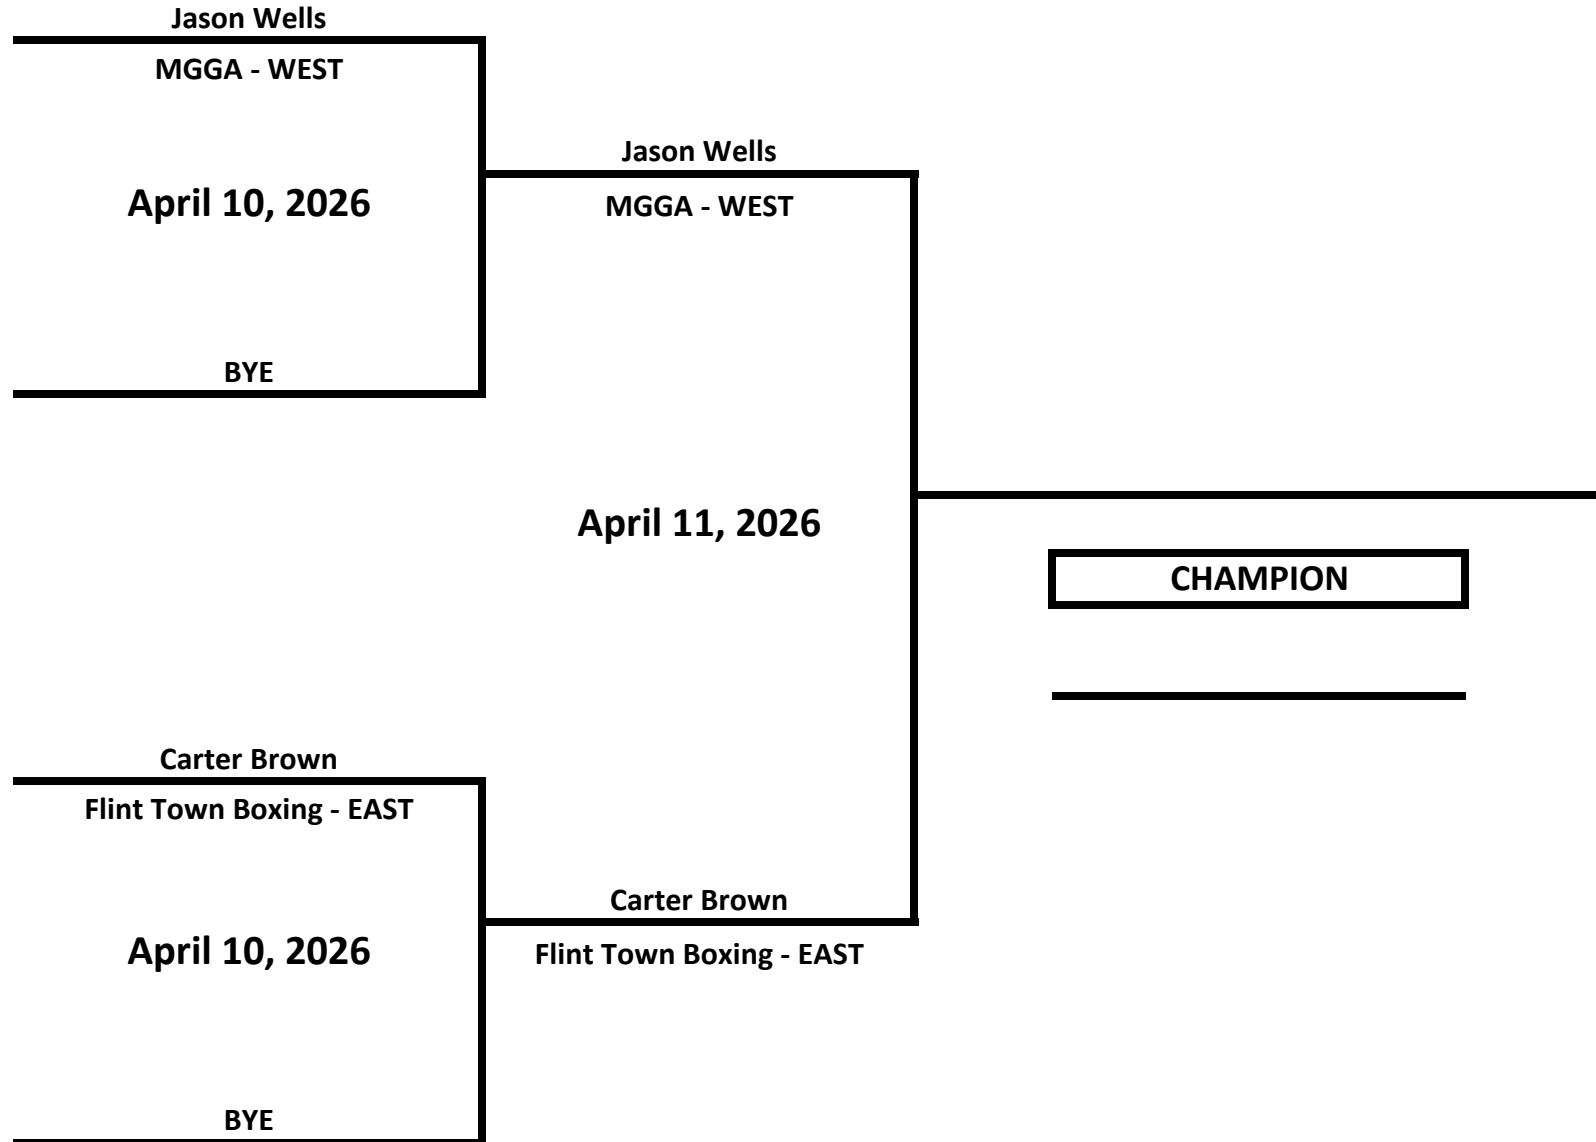 Jason Wells
MGGA - WEST
April 10, 2026
BYE
Jason Wells
MGGA - WEST
April 11, 2026
CHAMPION
Carter Brown
Flint Town Boxing - EAST
April 10, 2026
BYE
Carter Brown
Flint Town Boxing - EAST